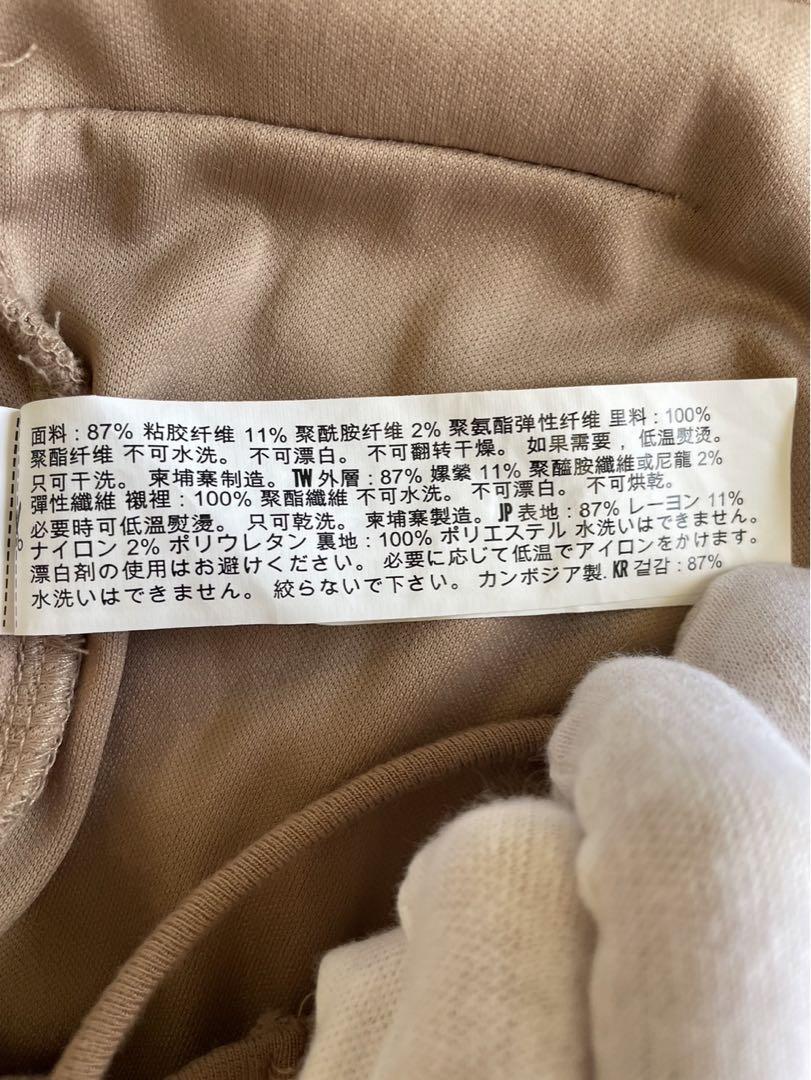 面料：87% 粘胶纤维 11% 聚酰胺纤维 2% 聚氨酯弹性纤维 里料：100%
聚酯纤维 不可水洗。 不可漂白。 不可翻转干燥。 如果需要，低温熨烫。
只可干洗。 柬埔寨制造。 TW 外層：87% 嫘縈 11% 聚醯胺纖維或尼龍 2%
彈性纖維 襯裡：100% 聚酯纖維 不可水洗。 不可漂白。 不可烘乾。
必要時可低温熨燙。 只可乾洗。 柬埔寨製造。 JP 表地：87% レーヨン 11%
ナイロン 2% ポリウレタン 裏地：100% ポリエステル 水洗いはできません。
漂白剤の使用はお避けください。 必要に応じて低温でアイロンをかけます。
水洗いはできません。 絞らないで下さい。 カンボジア製. KR 겉감：87%